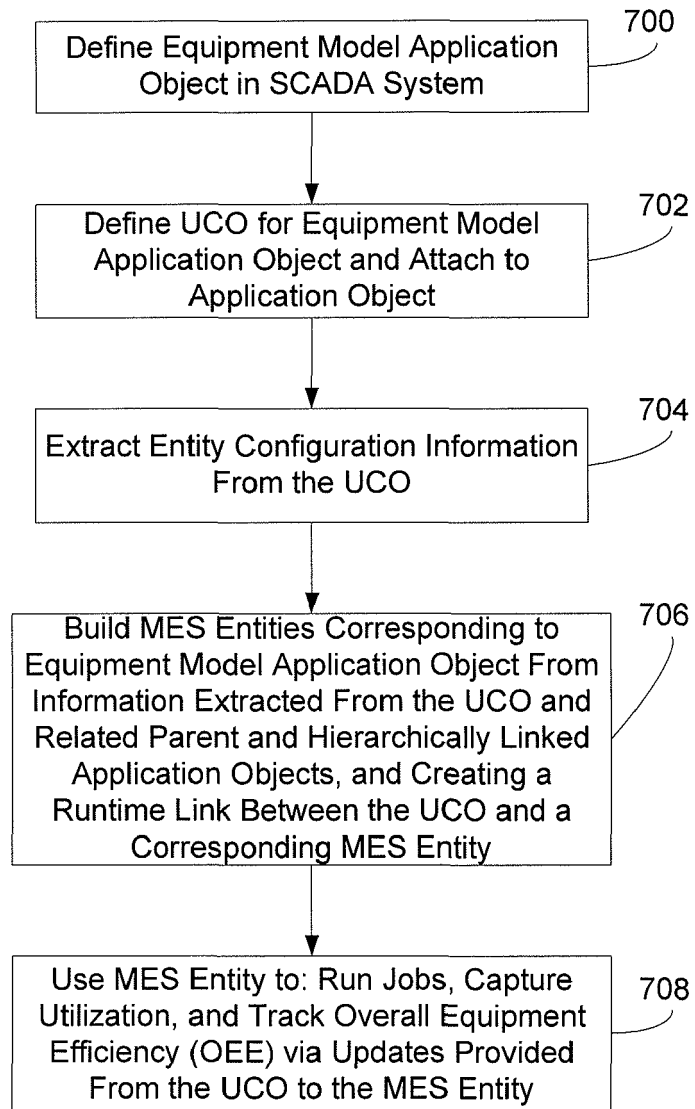 700
Define Equipment Model Application
Object in SCADA System
702
Define UCO for Equipment Model
Application Object and Attach to
Application Object
704
Extract Entity Configuration Information
From the UCO
706
Build MES Entities Corresponding to
Equipment Model Application Object From
Information Extracted From the UCO and
Related Parent and Hierarchically Linked
Application Objects, and Creating a
Runtime Link Between the UCO and a
Corresponding MES Entity
708
Use MES Entity to: Run Jobs, Capture
Utilization, and Track Overall Equipment
Efficiency (OEE) via Updates Provided
From the UCO to the MES Entity